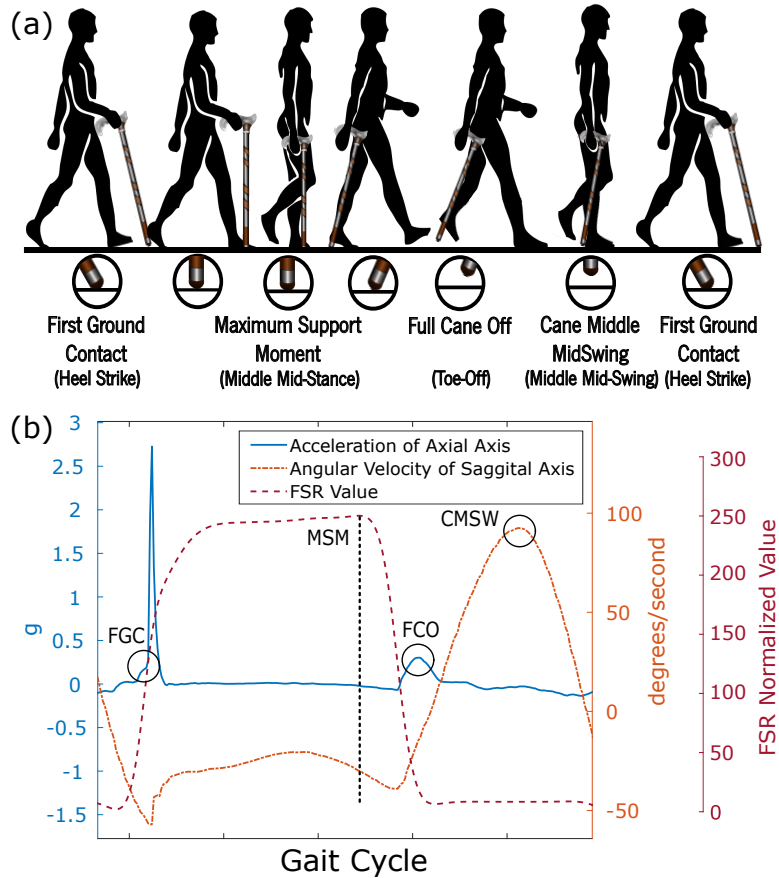 (a)
First Ground
Contact
(Heel Strike)
Maximum Support
Moment
(Middle Mid-Stance)
Full Cane Off
(Toe-Off)
Cane Middle
MidSwing
(Middle Mid-Swing)
First Ground
Contact
(Heel Strike)
(b)
3
2.5
2
1.5
1
0.5
0
-0.5
-1
-1.5
g
Acceleration of Axial Axis
Angular Velocity of Saggital Axis
FSR Value
FGC
MSM
FCO
CMSW
100
50
0
-50
degrees/second
300
250
200
150
100
50
0
FSR Normalized Value
Gait Cycle